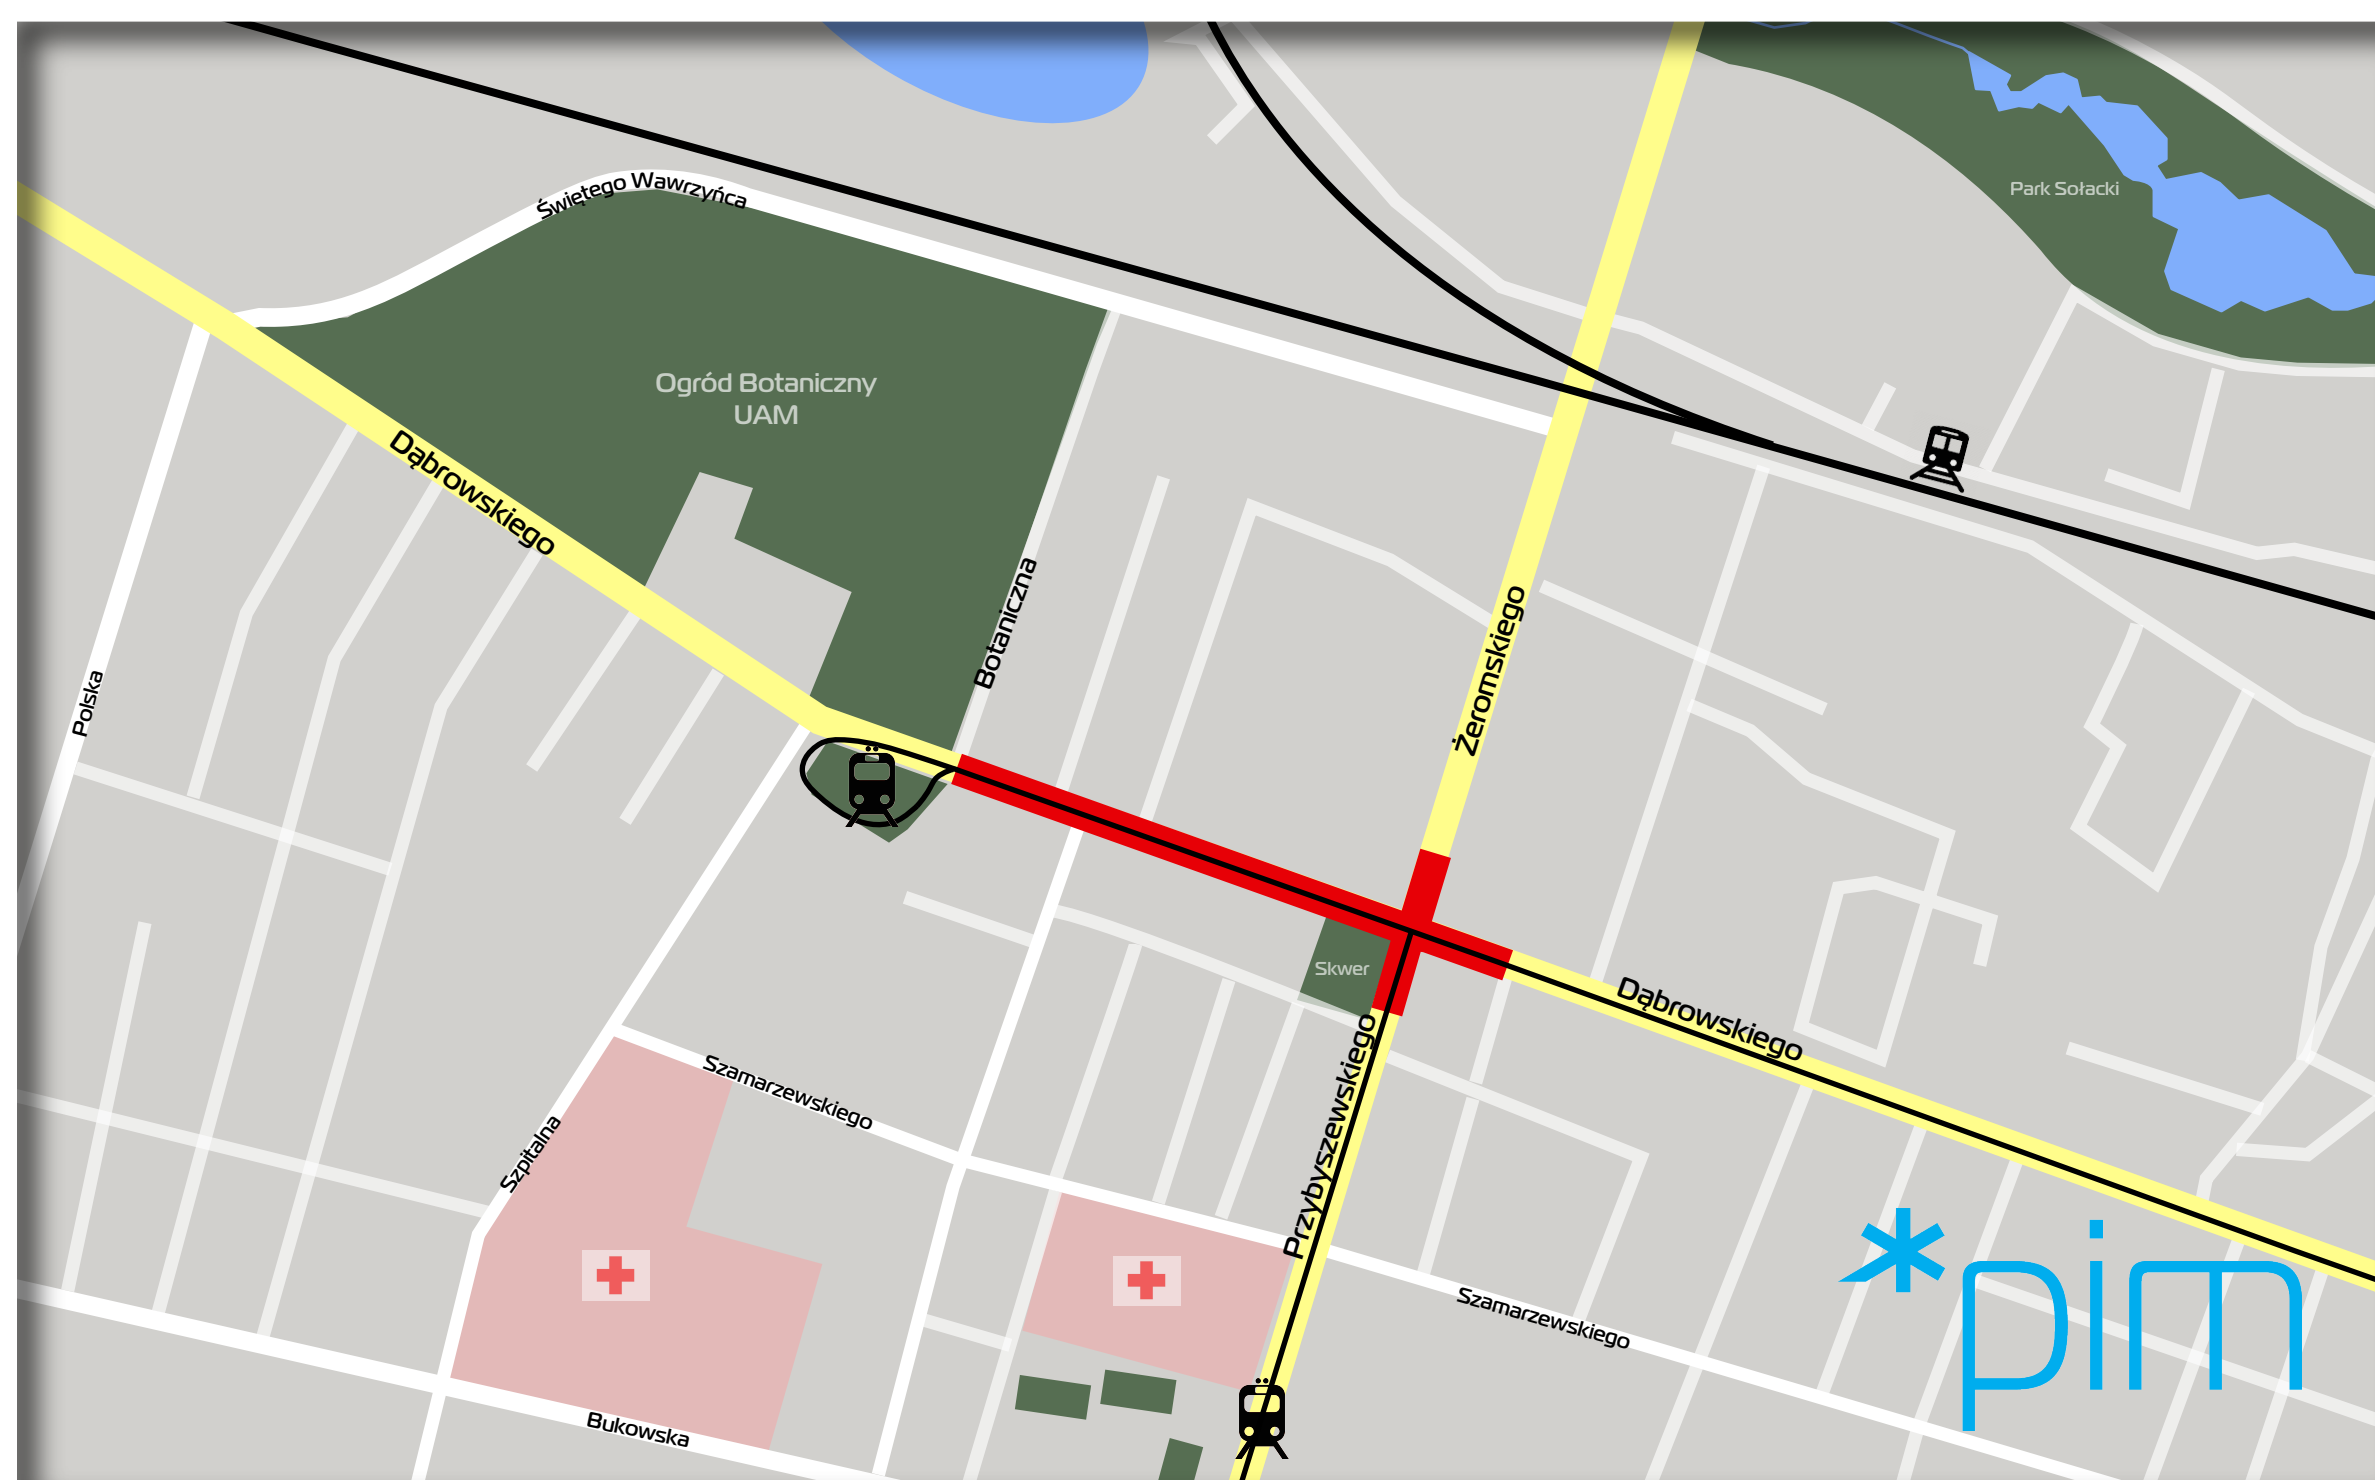 Świętego Wawrzyńca
Park Sołacki
Ogród Botaniczny
UAM
Dąbrowskiego
Botaniczna
Żeromskiego
Polska
Skwer
Dąbrowskiego
Szamarzewskiego
Przybyszewskiego
Szpitalna
Szamarzewskiego
*pim
Bukowska